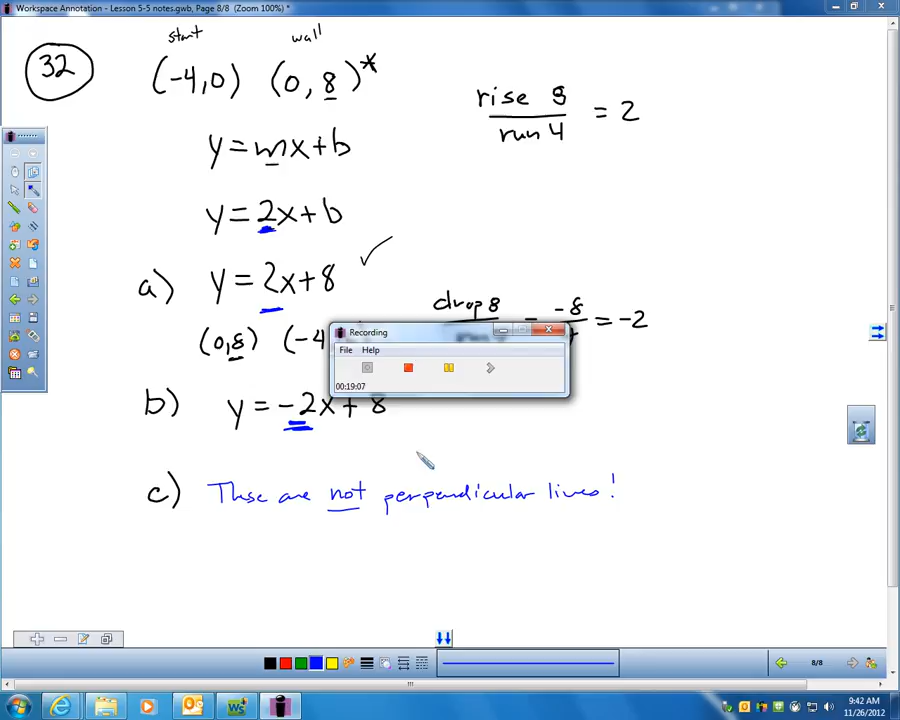 Workspace Annotation - Lesson 5-5 notes.gwb, Page 8/8 (Zoom 100%) *
start wall
32 (-4,0) (0, 8)*
rise 8
run 4 = 2
y = mx+b
y = 2x+b
a) y = 2x+8 ✓
drop 8 -8 = -2
(0,8) (-4
Recording
File Help
00:19:07
b) y = -2x + 8
c) These are not perpendicular lines!
8/8
9:42 AM
11/26/2012